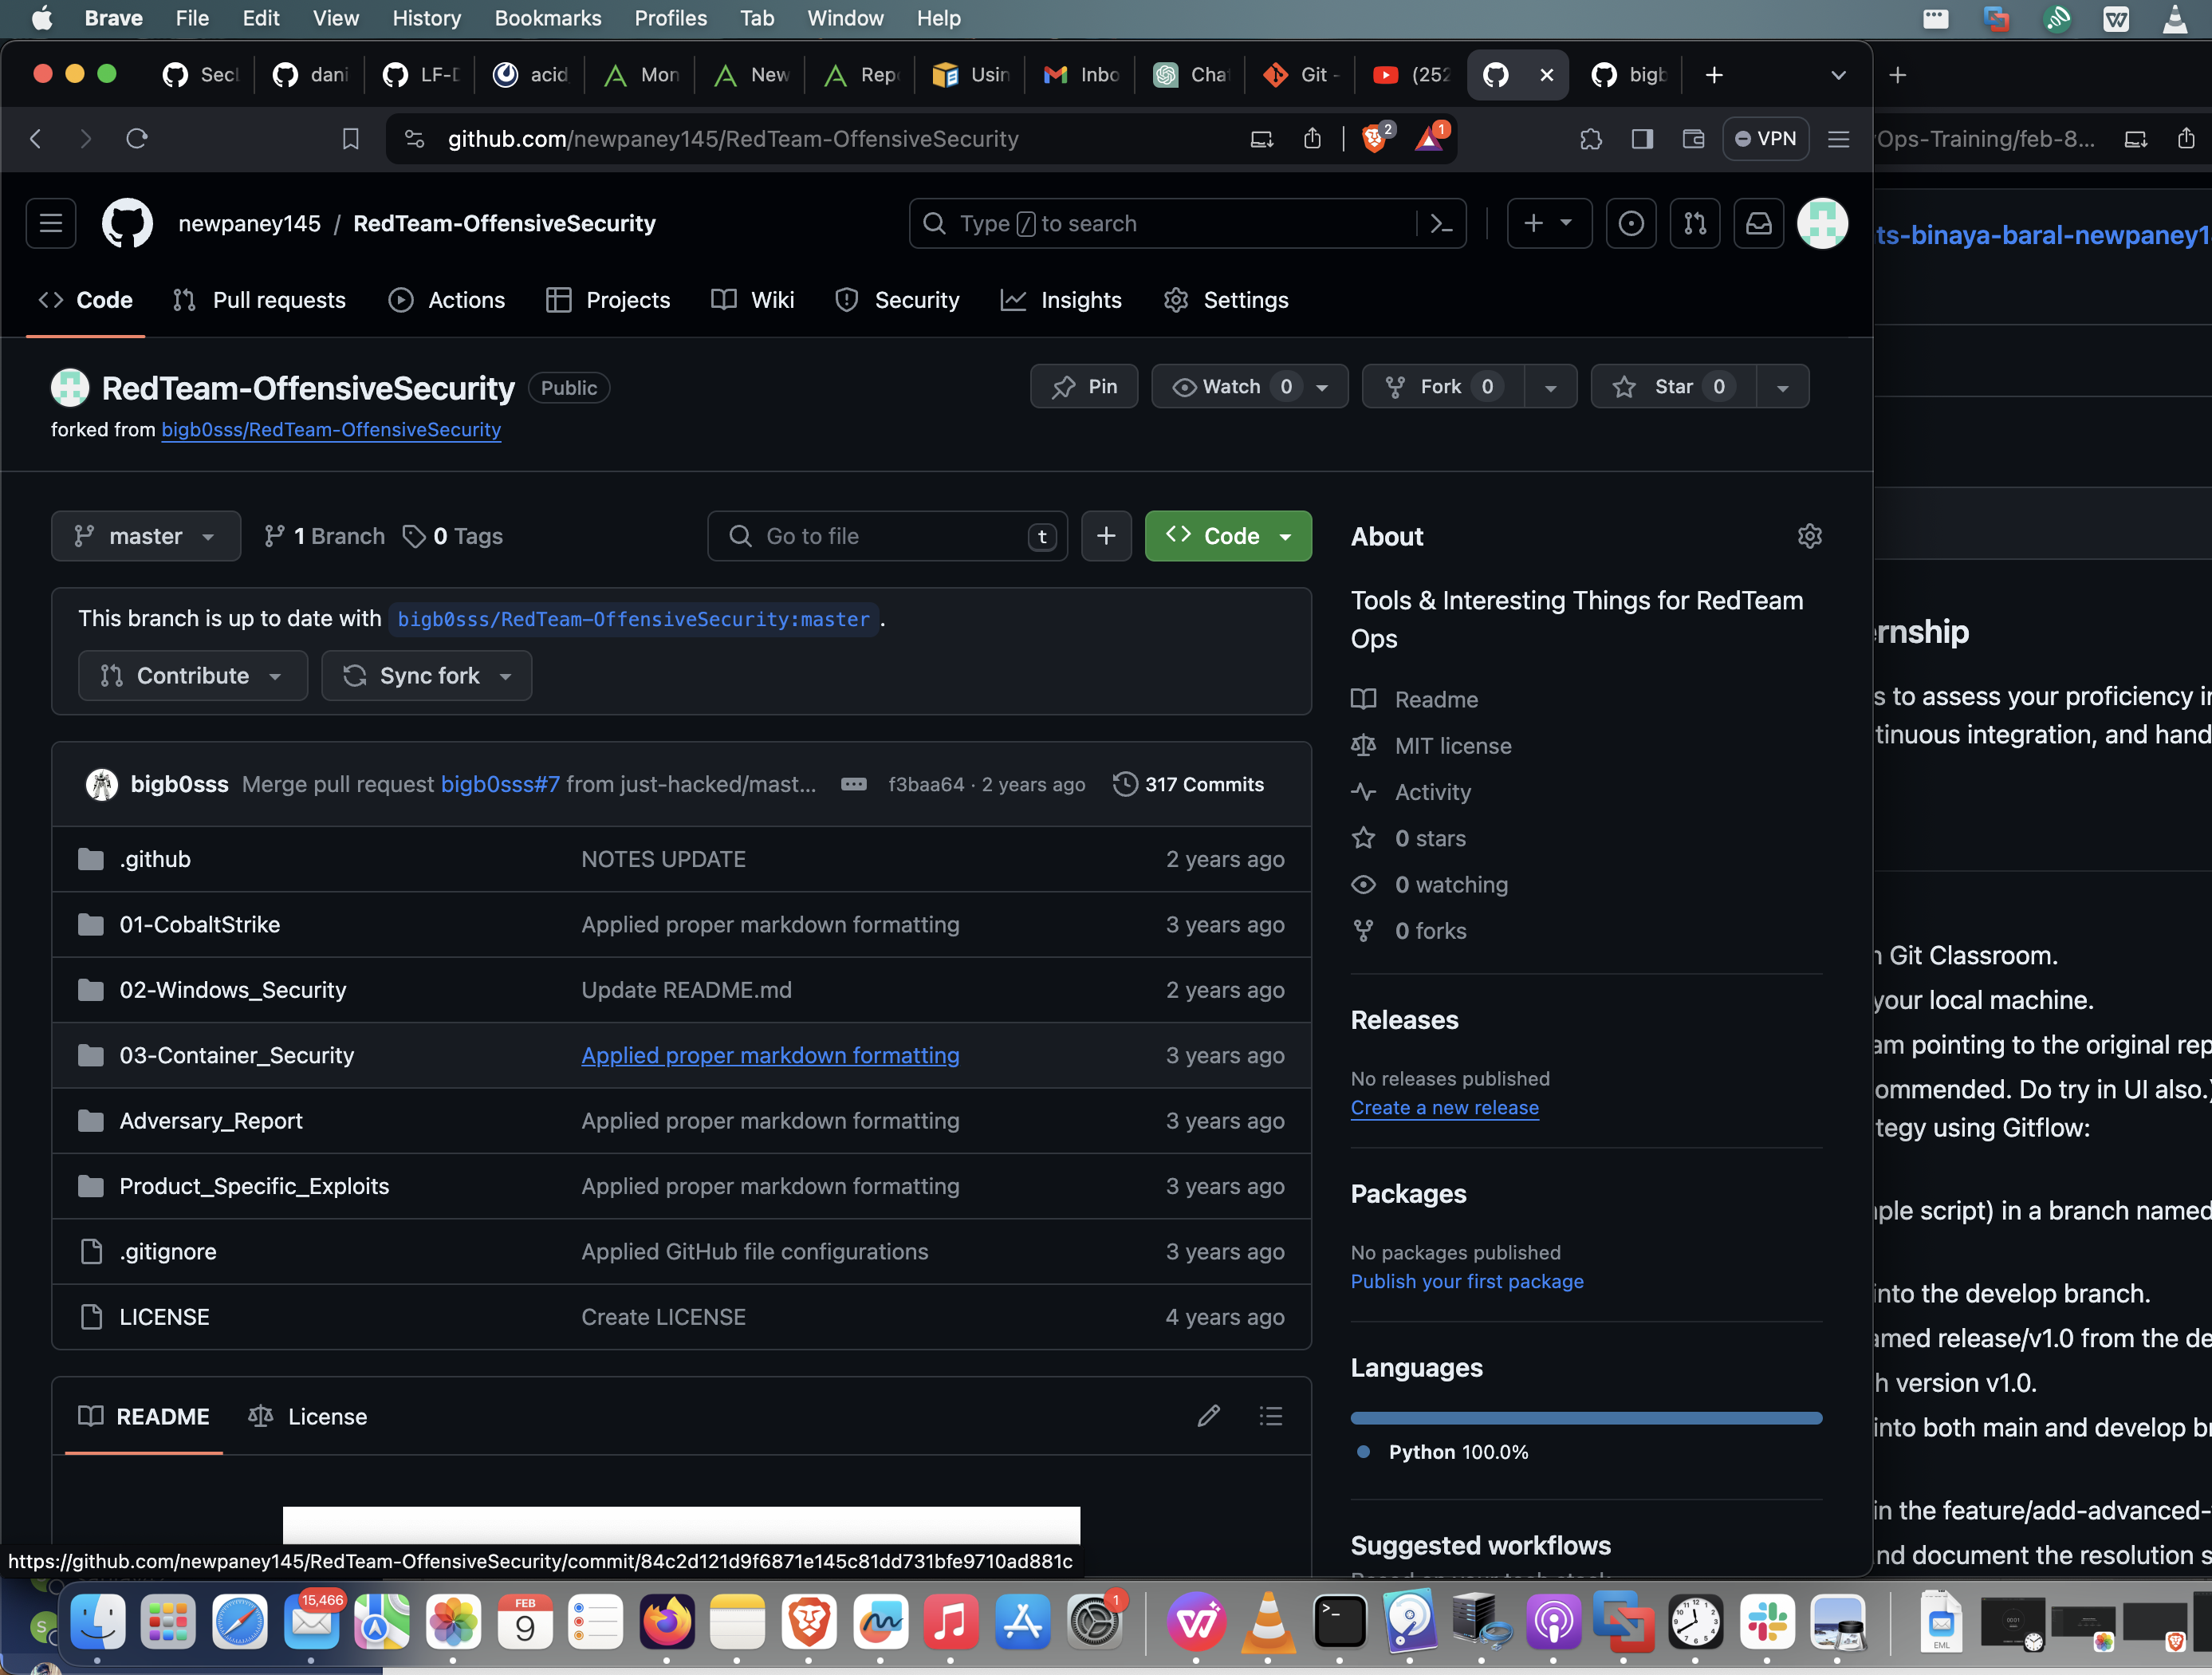 Brave File Edit View History Bookmarks Profiles Tab Window Help
Sec dani LF-D acid Mon New Repo Usin Inbo Cha Git - (252 bigb
github.com/newpaney145/RedTeam-OffensiveSecurity 2 1 VPN
Ops-Training/feb-8...
newpaney145 / RedTeam-OffensiveSecurity Type / to search
ts-binaya-baral-newpaney1
Code Pull requests Actions Projects Wiki Security Insights Settings
RedTeam-OffensiveSecurity Public Pin Watch 0 Fork 0 Star 0
forked from bigb0sss/RedTeam-OffensiveSecurity
master 1 Branch 0 Tags Go to file t Code
This branch is up to date with bigb0sss/RedTeam-OffensiveSecurity:master .
Contribute Sync fork
bigb0sss Merge pull request bigb0sss#7 from just-hacked/mast... f3baa64 · 2 years ago 317 Commits
.github NOTES UPDATE 2 years ago
01-CobaltStrike Applied proper markdown formatting 3 years ago
02-Windows_Security Update README.md 2 years ago
03-Container_Security Applied proper markdown formatting 3 years ago
Adversary_Report Applied proper markdown formatting 3 years ago
Product_Specific_Exploits Applied proper markdown formatting 3 years ago
.gitignore Applied GitHub file configurations 3 years ago
LICENSE Create LICENSE 4 years ago
README License
About
Tools & Interesting Things for RedTeam
Ops
Readme
MIT license
Activity
0 stars
0 watching
0 forks
Releases
No releases published
Create a new release
Packages
No packages published
Publish your first package
Languages
Python 100.0%
Suggested workflows
Based on your tech stack
ernship
s to assess your proficiency in
tinuous integration, and hand
n Git Classroom.
your local machine.
am pointing to the original rep
ommended. Do try in UI also.)
tegy using Gitflow:
ple script) in a branch named
into the develop branch.
amed release/v1.0 from the de
h version v1.0.
into both main and develop br
in the feature/add-advanced-
nd document the resolution s
https://github.com/newpaney145/RedTeam-OffensiveSecurity/commit/84c2d121d9f6871e145c81dd731bfe9710ad881c
15,466
FEB
9
1
EML